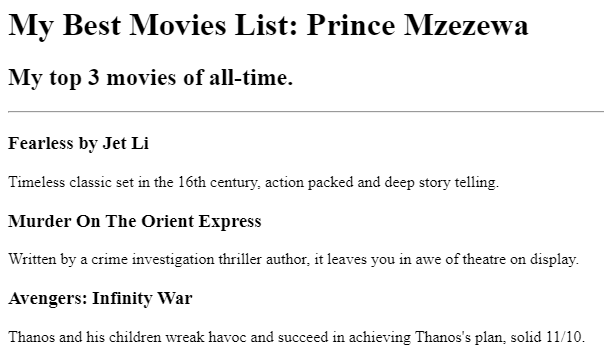 My Best Movies List: Prince Mzezewa
My top 3 movies of all-time.
Fearless by Jet Li
Timeless classic set in the 16th century, action packed and deep story telling.
Murder On The Orient Express
Written by a crime investigation thriller author, it leaves you in awe of theatre on display.
Avengers: Infinity War
Thanos and his children wreak havoc and succeed in achieving Thanos's plan, solid 11/10.